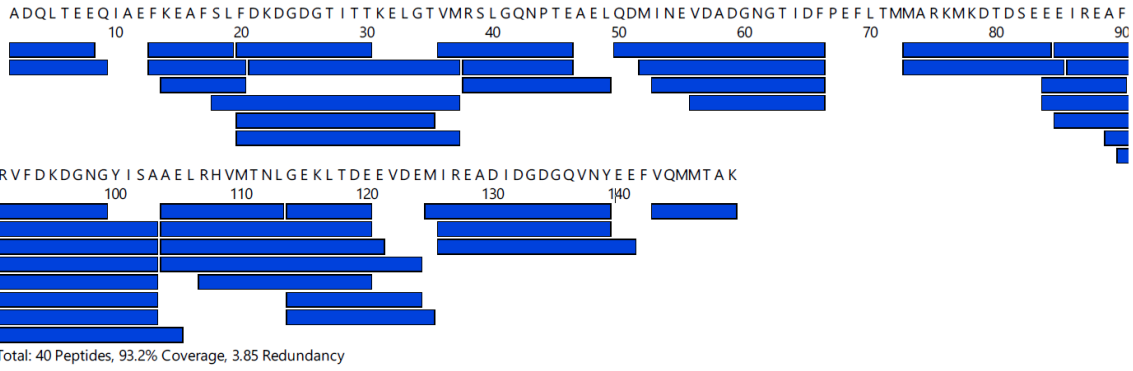 A D Q L T E E Q I A E F K E A F S L F D K D G D G T I T T K E L G T V M R S L G Q N P T E A E L Q D M I N E V D A D G N G T I D F P E F L T M M A R K M K D T D S E E E I R E A F
10 20 30 40 50 60 70 80 90
R V F D K D G N G Y I S A A E L R H V M T N L G E K L T D E E V D E M I R E A D I D G D G Q V N Y E E F V Q M M T A K
100 110 120 130 140
Total: 40 Peptides, 93.2% Coverage, 3.85 Redundancy